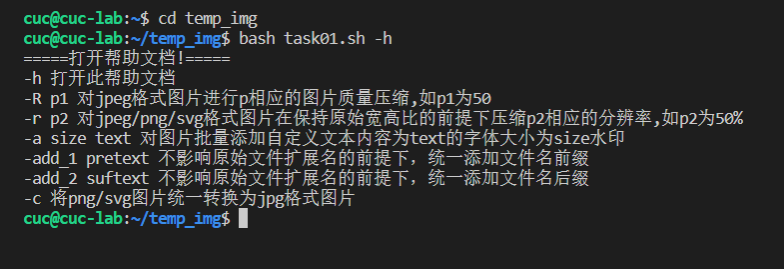 cuc@cuc-lab:~$ cd temp_img
cuc@cuc-lab:~/temp_img$ bash task01.sh -h
=====打开帮助文档!=====
-h 打开此帮助文档
-R p1 对jpeg格式图片进行p相应的图片质量压缩,如p1为50
-r p2 对jpeg/png/svg格式图片在保持原始宽高比的前提下压缩p2相应的分辨率,如p2为50%
-a size text 对图片批量添加自定义文本内容为text的字体大小为size水印
-add_1 pretext 不影响原始文件扩展名的前提下，统一添加文件名前缀
-add_2 suftext 不影响原始文件扩展名的前提下，统一添加文件名后缀
-c 将png/svg图片统一转换为jpg格式图片
cuc@cuc-lab:~/temp_img$